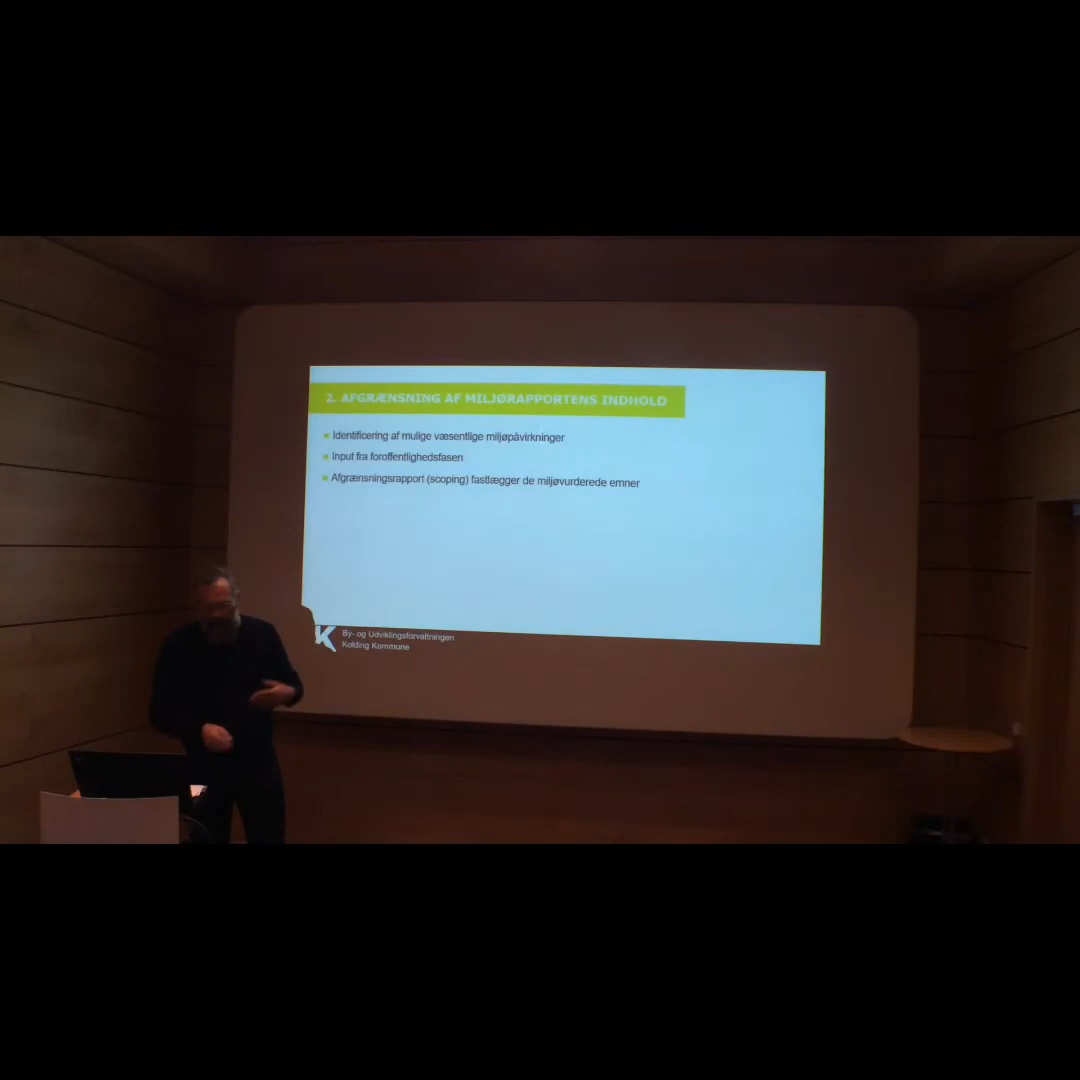 2. AFGRÆNSNING AF MILJØRAPPORTENS INDHOLD
Identificering af mulige væsentlige miljøpåvirkninger
Input fra foroffentlighedsfasen
Afgrænsningsrapport (scoping) fastlægger de miljøvurderede emner
K
By- og Udviklingsforvaltningen
Kolding Kommune